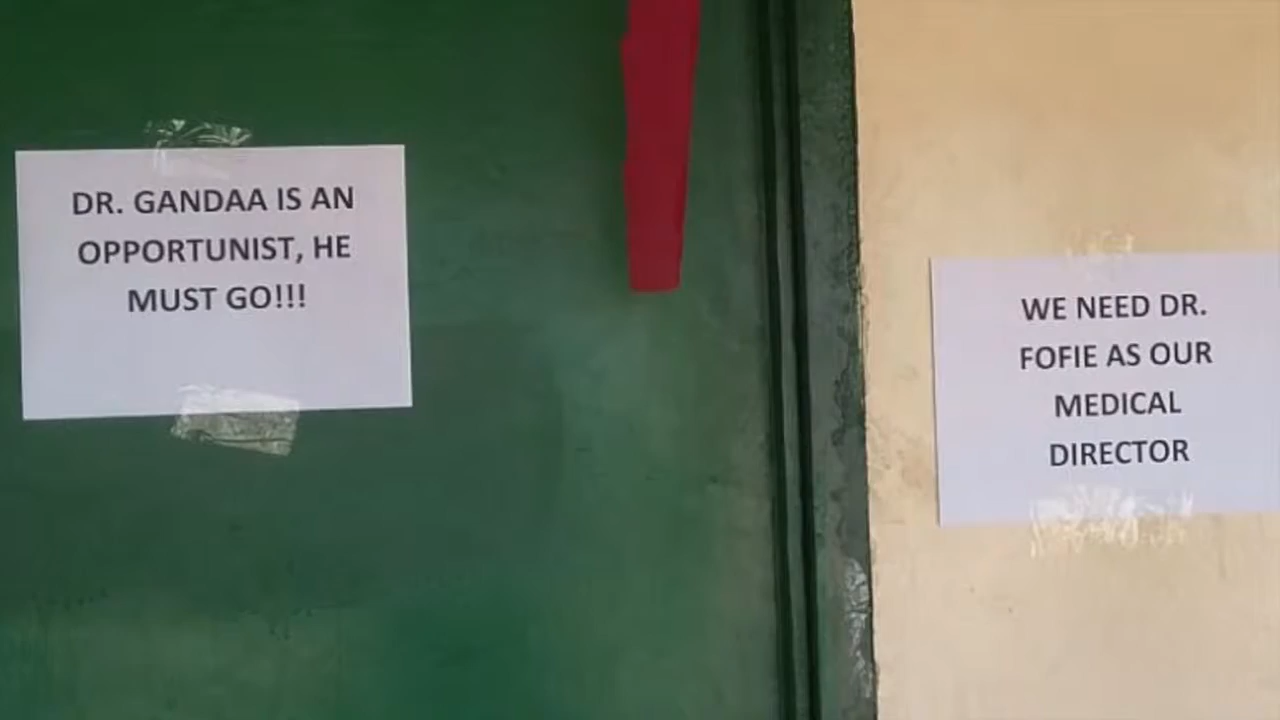 DR. GANDAA IS AN
OPPORTUNIST, HE
MUST GO!!!
WE NEED DR.
FOFIE AS OUR
MEDICAL
DIRECTOR